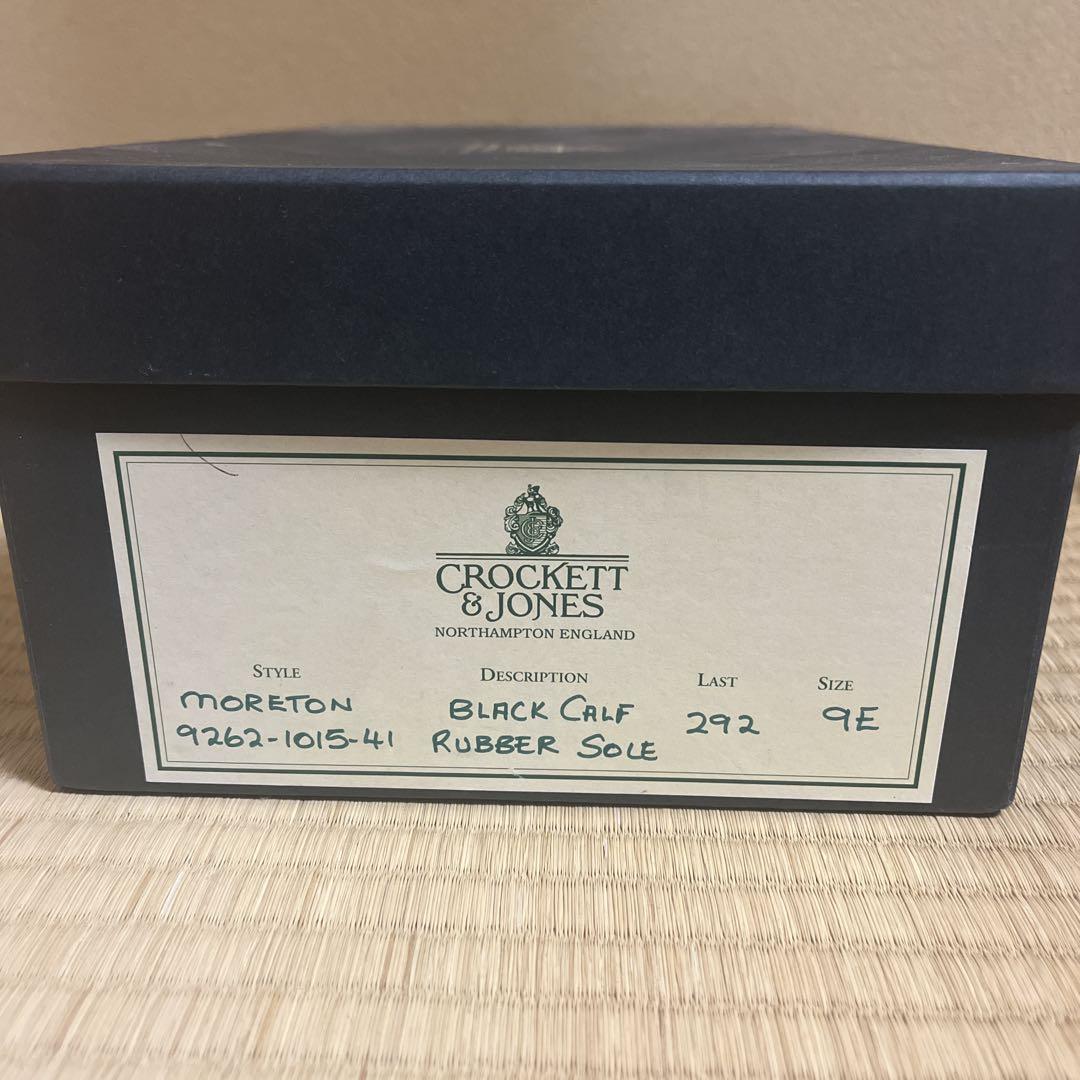 CROCKETT
& JONES
NORTHAMPTON ENGLAND
STYLE DESCRIPTION LAST SIZE
MORETON BLACK CALF 292 9E
9262-1015-41 RUBBER SOLE